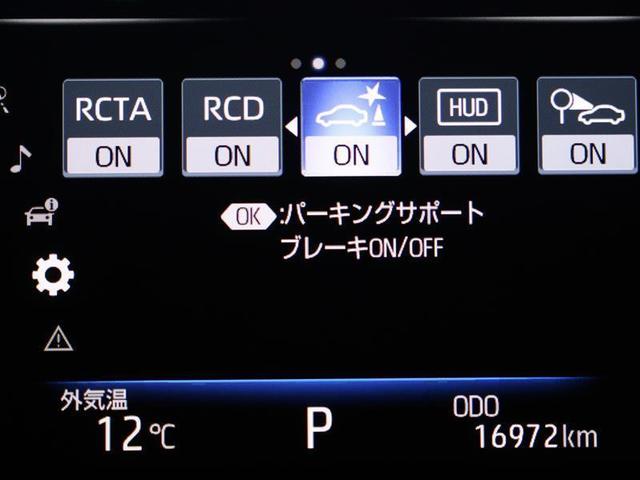 RCTA RCD HUD
ON ON ON ON ON
OK :パーキングサポート
ブレーキON/OFF
外気温 ODO
12℃ P 16972km